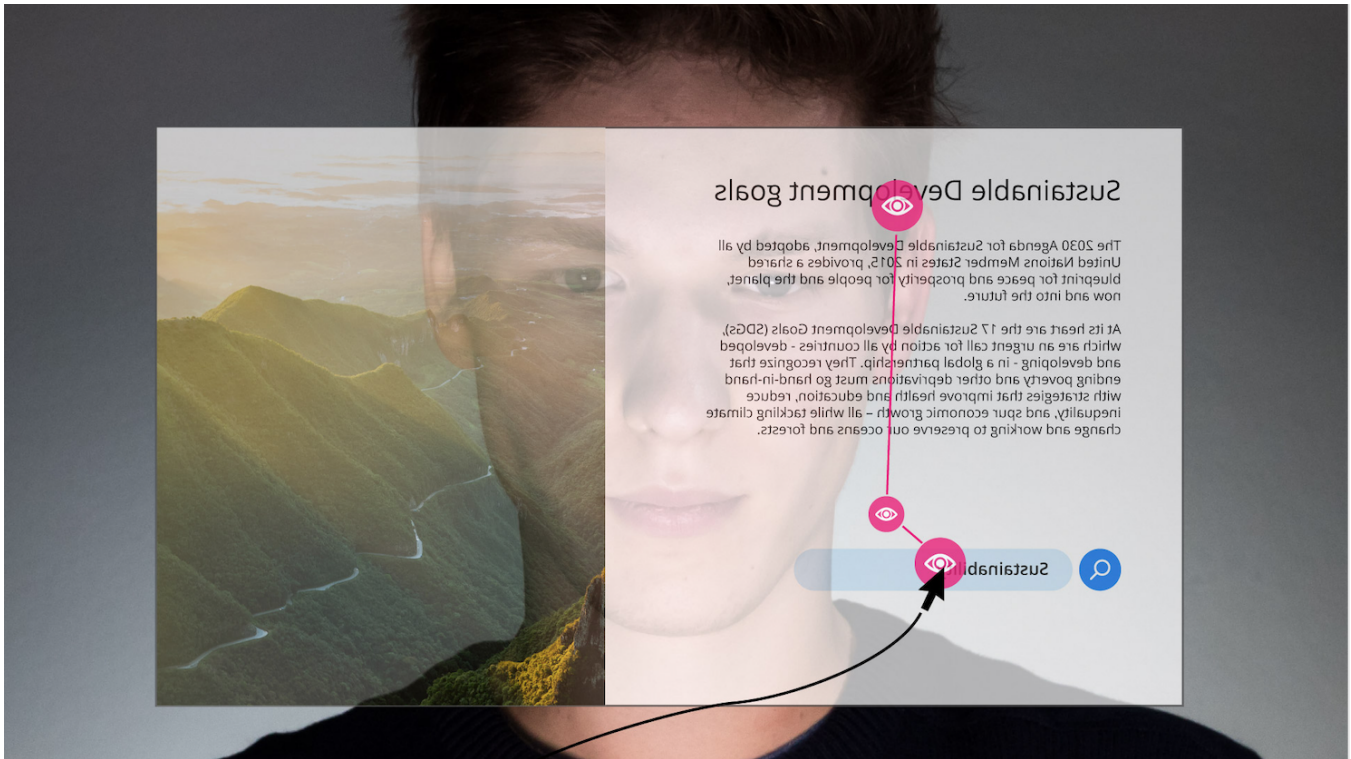 Sustainable Development goals
The 2030 Agenda for Sustainable Development, adopted by all
United Nations Member States in 2015, provides a shared
blueprint for peace and prosperity for people and the planet,
now and into the future.
At its heart are the 17 Sustainable Development Goals (SDGs),
which are an urgent call for action by all countries - developed
and developing - in a global partnership. They recognize that
ending poverty and other deprivations must go hand-in-hand
with strategies that improve health and education, reduce
inequality, and spur economic growth – all while tackling climate
change and working to preserve our oceans and forests.